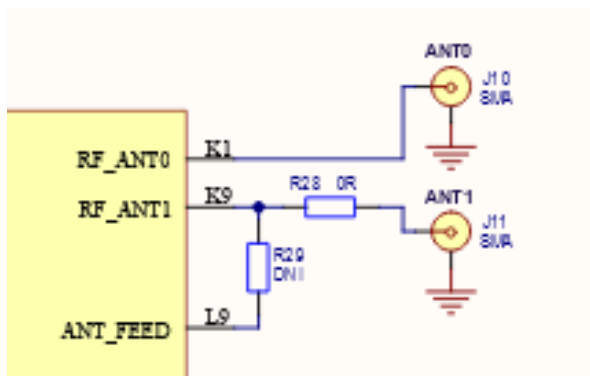 ANT0
J10
SMA
RF_ANT0 K1
RF_ANT1 K9
R28 0R
ANT1
J11
SMA
R29
DNI
ANT_FEED L9